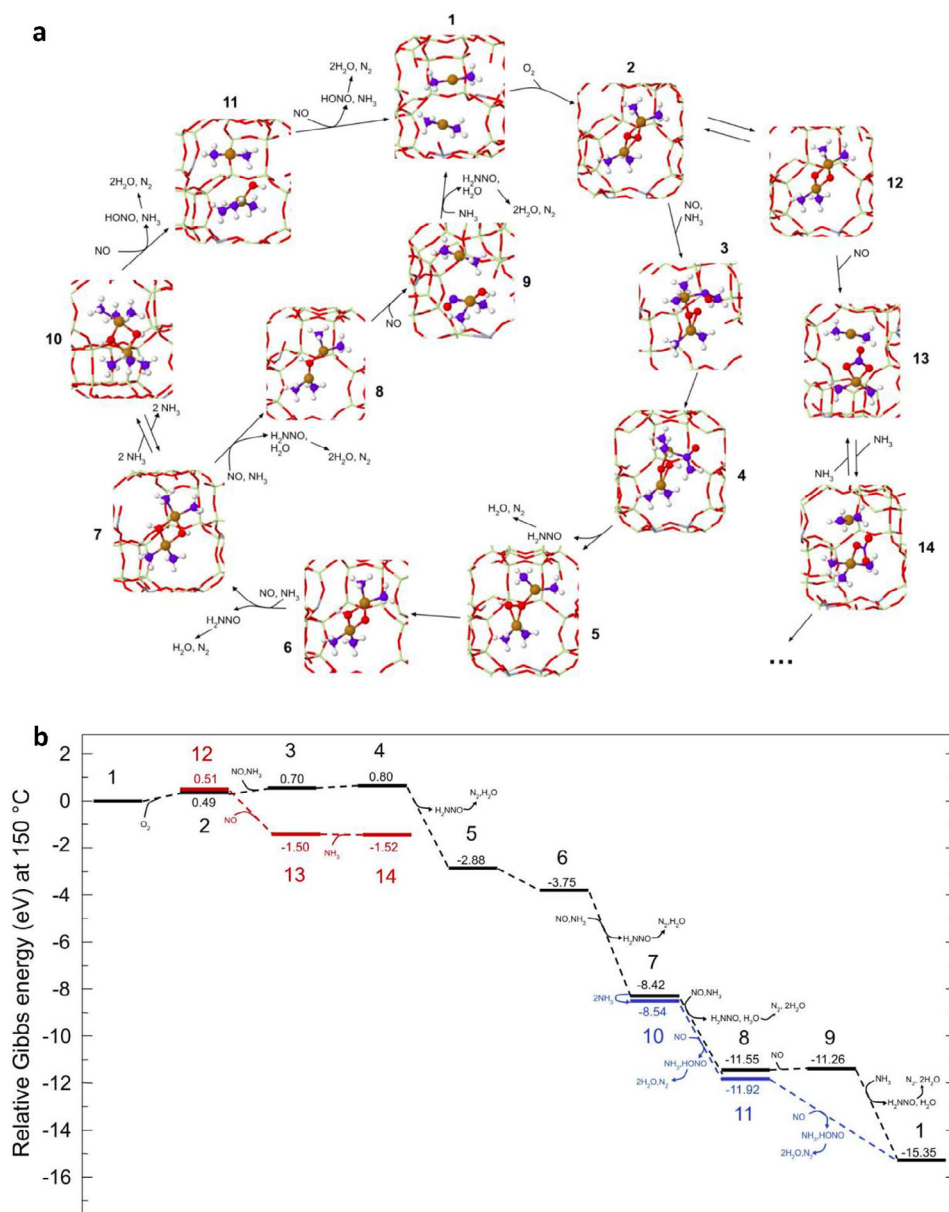 a
1
2H₂O, N₂
HONO, NH₃
NO
O₂
2
11
2H₂O, N₂
HONO, NH₃
NO
H₂NNO,
H₂O
2H₂O, N₂
NH₃
12
NO,
NH₃
3
NO
9
10
NO
8
13
2 NH₃
2 NH₃
H₂NNO,
H₂O
2H₂O, N₂
NO, NH₃
4
NH₃
NH₃
7
H₂O, N₂
H₂NNO
14
NO, NH₃
H₂NNO
H₂O, N₂
6
5
...
b
Relative Gibbs energy (eV) at 150 °C
2
0
-2
-4
-6
-8
-10
-12
-14
-16
1
O₂
12
0.51
0.49
2
NO,NH₃
3
0.70
4
0.80
NO
-1.50
13
NH₃
-1.52
14
H₂NNO
N₂,H₂O
5
-2.88
6
-3.75
NO,NH₃
H₂NNO
N₂,H₂O
7
-8.42
2NH₃
-8.54
10
NO,NH₃
H₂NNO, H₂O
N₂, 2H₂O
NO
NH₃,HONO
2H₂O,N₂
8
-11.55
-11.92
11
NO
9
-11.26
NH₃
N₂, 2H₂O
H₂NNO, H₂O
NO
NH₃,HONO
2H₂O,N₂
1
-15.35